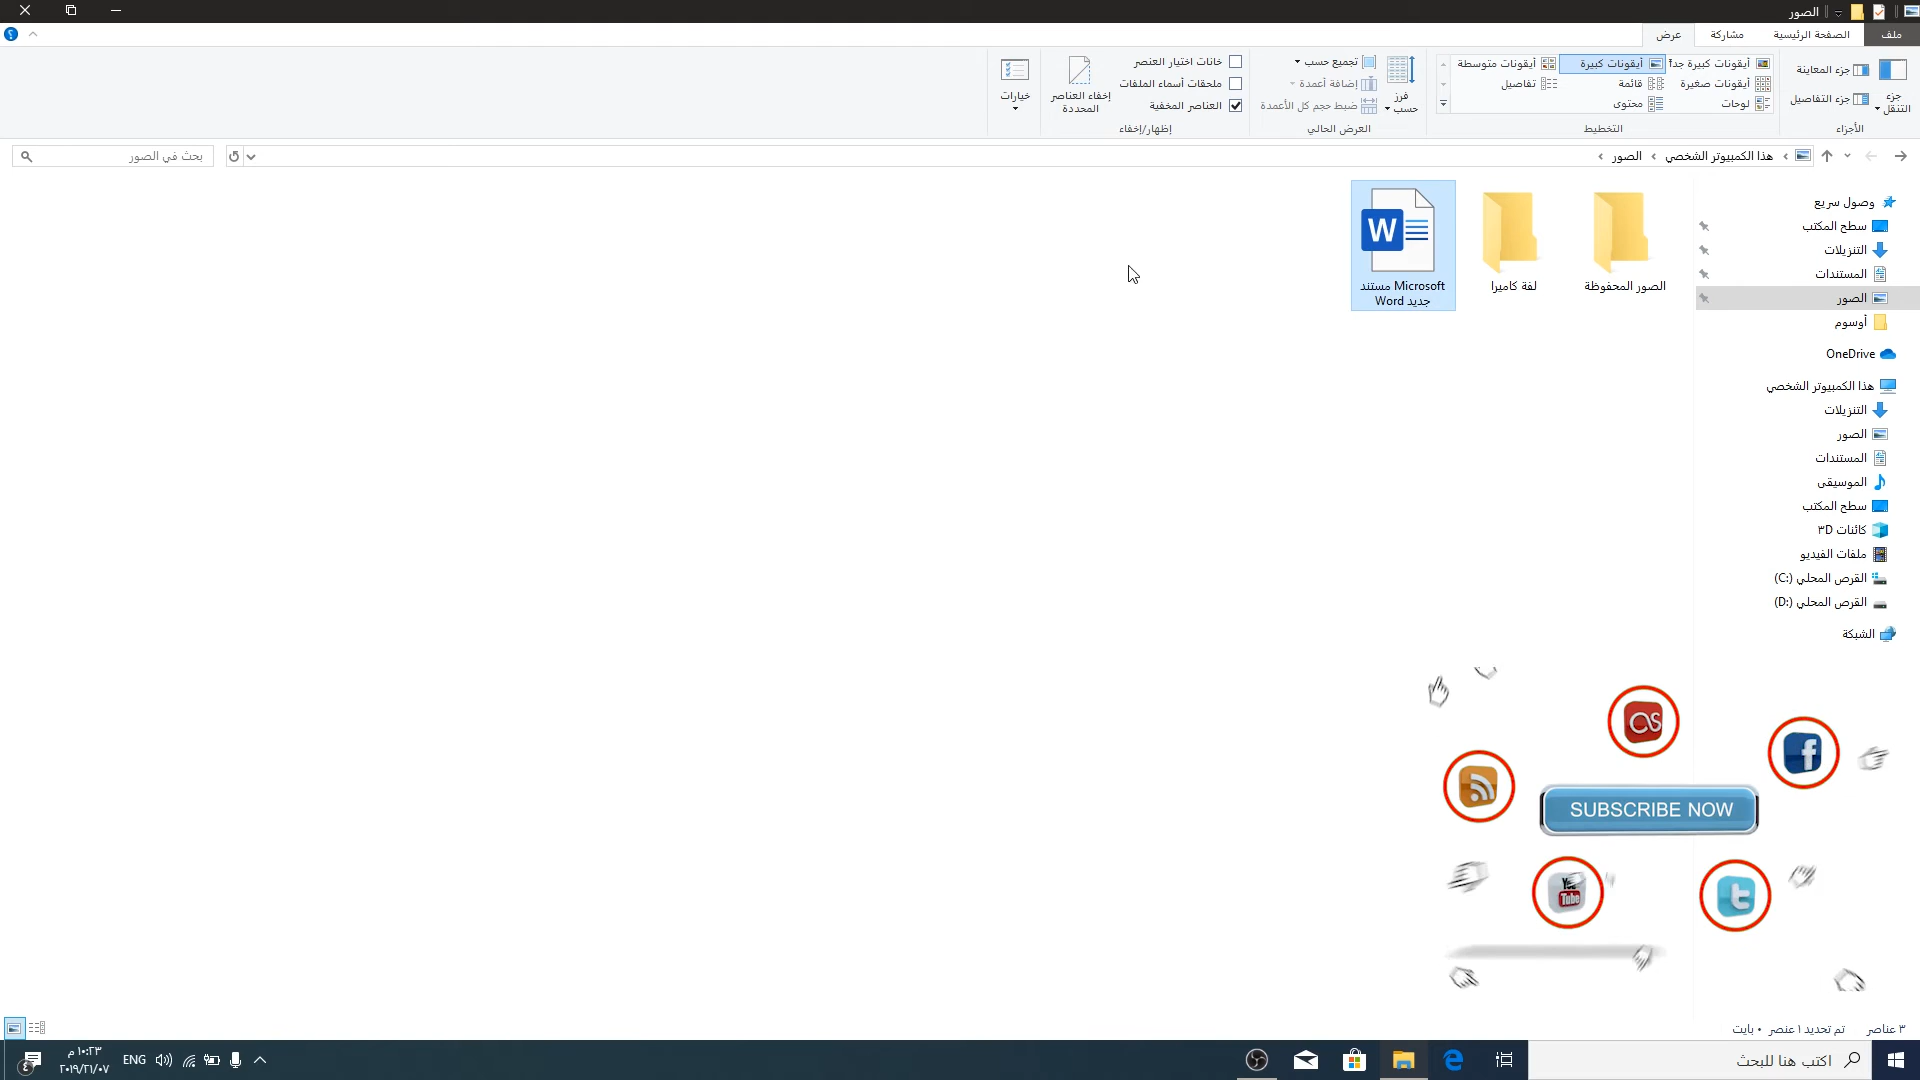 الصور
ملف
الصفحة الرئيسية
مشاركة
عرض
جزء التنقل
جزء المعاينة
جزء التفاصيل
الأجزاء
أيقونات كبيرة جداً
أيقونات كبيرة
أيقونات متوسطة
أيقونات صغيرة
قائمة
تفاصيل
لوحات
محتوى
التخطيط
فرز حسب
تجميع حسب
إضافة أعمدة
ضبط حجم كل الأعمدة
العرض الحالي
خانات اختيار العنصر
ملحقات أسماء الملفات
العناصر المخفية
إخفاء العناصر المحددة
إظهار/إخفاء
خيارات
هذا الكمبيوتر الشخصي
الصور
بحث في الصور
وصول سريع
سطح المكتب
التنزيلات
المستندات
الصور
أوسوم
OneDrive
هذا الكمبيوتر الشخصي
التنزيلات
الصور
المستندات
الموسيقى
سطح المكتب
كائنات 3D
ملفات الفيديو
القرص المحلي (C:)
القرص المحلي (D:)
الشبكة
الصور المحفوظة
لفة كاميرا
مستند Microsoft
Word جديد
SUBSCRIBE NOW
You
Tube
٣ عناصر
تم تحديد ١ عنصر
٠ بايت
اكتب هنا للبحث
ENG
١٠:٢٣ م
٢٠١٩/٢١/٠٧
٤